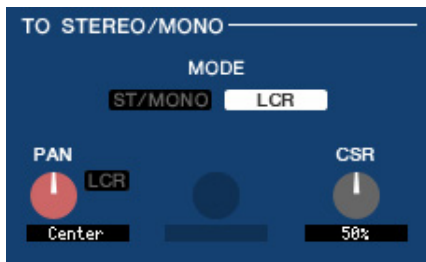 TO STEREO/MONO
MODE
ST/MONO LCR
PAN CSR
LCR
Center 50%